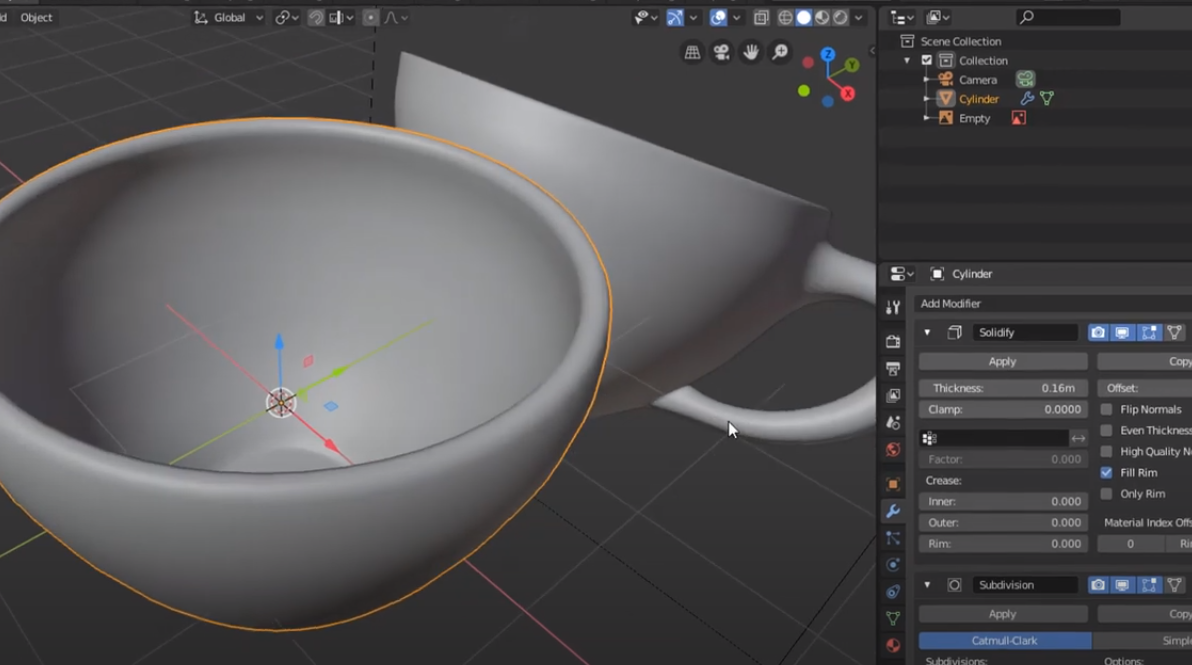 Object
Global
Z
Y
X
Scene Collection
Collection
Camera
Cylinder
Empty
Cylinder
Add Modifier
Solidify
Apply
Thickness: 0.16m
Offset:
Clamp: 0.0000
Flip Normals
Even Thickness
High Quality N
Factor: 0.000
Fill Rim
Crease:
Only Rim
Inner: 0.000
Outer: 0.000
Material Index Offs
Rim: 0.000
0
Ri
Subdivision
Apply
Catmull-Clark
Simpl
Subdivisions:
Options: